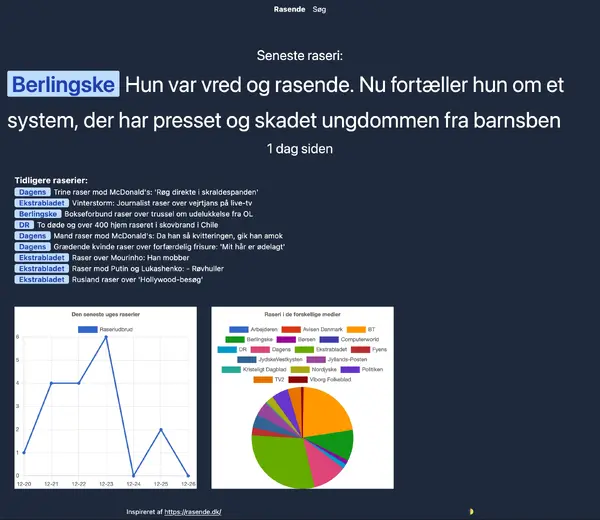 Rasende Søg
Seneste raseri:
Berlingske Hun var vred og rasende. Nu fortæller hun om et
system, der har presset og skadet ungdommen fra barnsben
1 dag siden
Tidligere raserier:
Dagens Trine raser mod McDonald's: 'Røg direkte i skraldespanden'
Ekstrabladet Vinterstorm: Journalist raser over vejrtjans på live-tv
Berlingske Bokseforbund raser over trussel om udelukkelse fra OL
DR To døde og over 400 hjem raseret i skovbrand i Chile
Dagens Mand raser mod McDonald's: Da han så kvitteringen, gik han amok
Dagens Grædende kvinde raser over forfærdelig frisure: 'Mit hår er ødelagt'
Ekstrabladet Raser over Mourinho: Han mobber
Ekstrabladet Raser mod Putin og Lukashenko: - Røvhuller
Ekstrabladet Rusland raser over 'Hollywood-besøg'
Den seneste uges raserier
Raseriudbrud
6
5
4
3
2
1
0
12-20 12-21 12-22 12-23 12-24 12-25 12-26
Raseri i de forskellige medier
Arbejderen Avisen Danmark BT
Berlingske Børsen Computerworld
DR Dagens Ekstrabladet Fyens
JydskeVestkysten Jyllands-Posten
Kristeligt Dagblad Nordjyske Politiken
TV2 Viborg Folkeblad
Inspireret af https://rasende.dk/